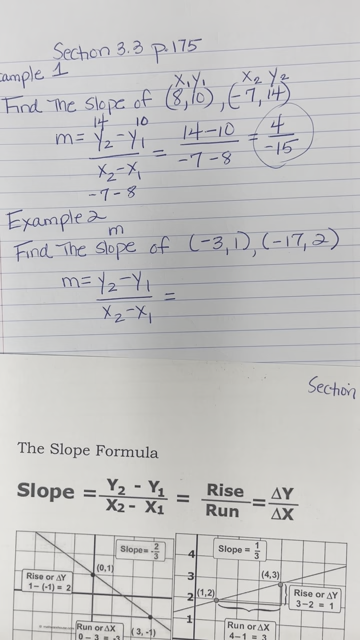 Section 3.3 p.175
ample 1
X₁ Y₁ X₂ Y₂
Find The slope of (8,10), (-7,14)
14 10
m = Y₂-Y₁ / X₂-X₁ = 14-10 / -7-8 = 4 / -15
-7-8
Example 2
m
Find The slope of (-3,1), (-17,2)
m = Y₂-Y₁ / X₂-X₁ =
Section
The Slope Formula
Slope = Y₂ - Y₁ / X₂ - X₁ = Rise / Run = ΔY / ΔX
Slope = -2/3
(0,1)
Rise or ΔY
1-(-1) = 2
Run or ΔX
0 - 3 = -3
(3, -1)
Slope = 1/3
4
3
2
1
(4,3)
(1,2)
Rise or ΔY
3-2 = 1
Run or ΔX
4-1 = 3